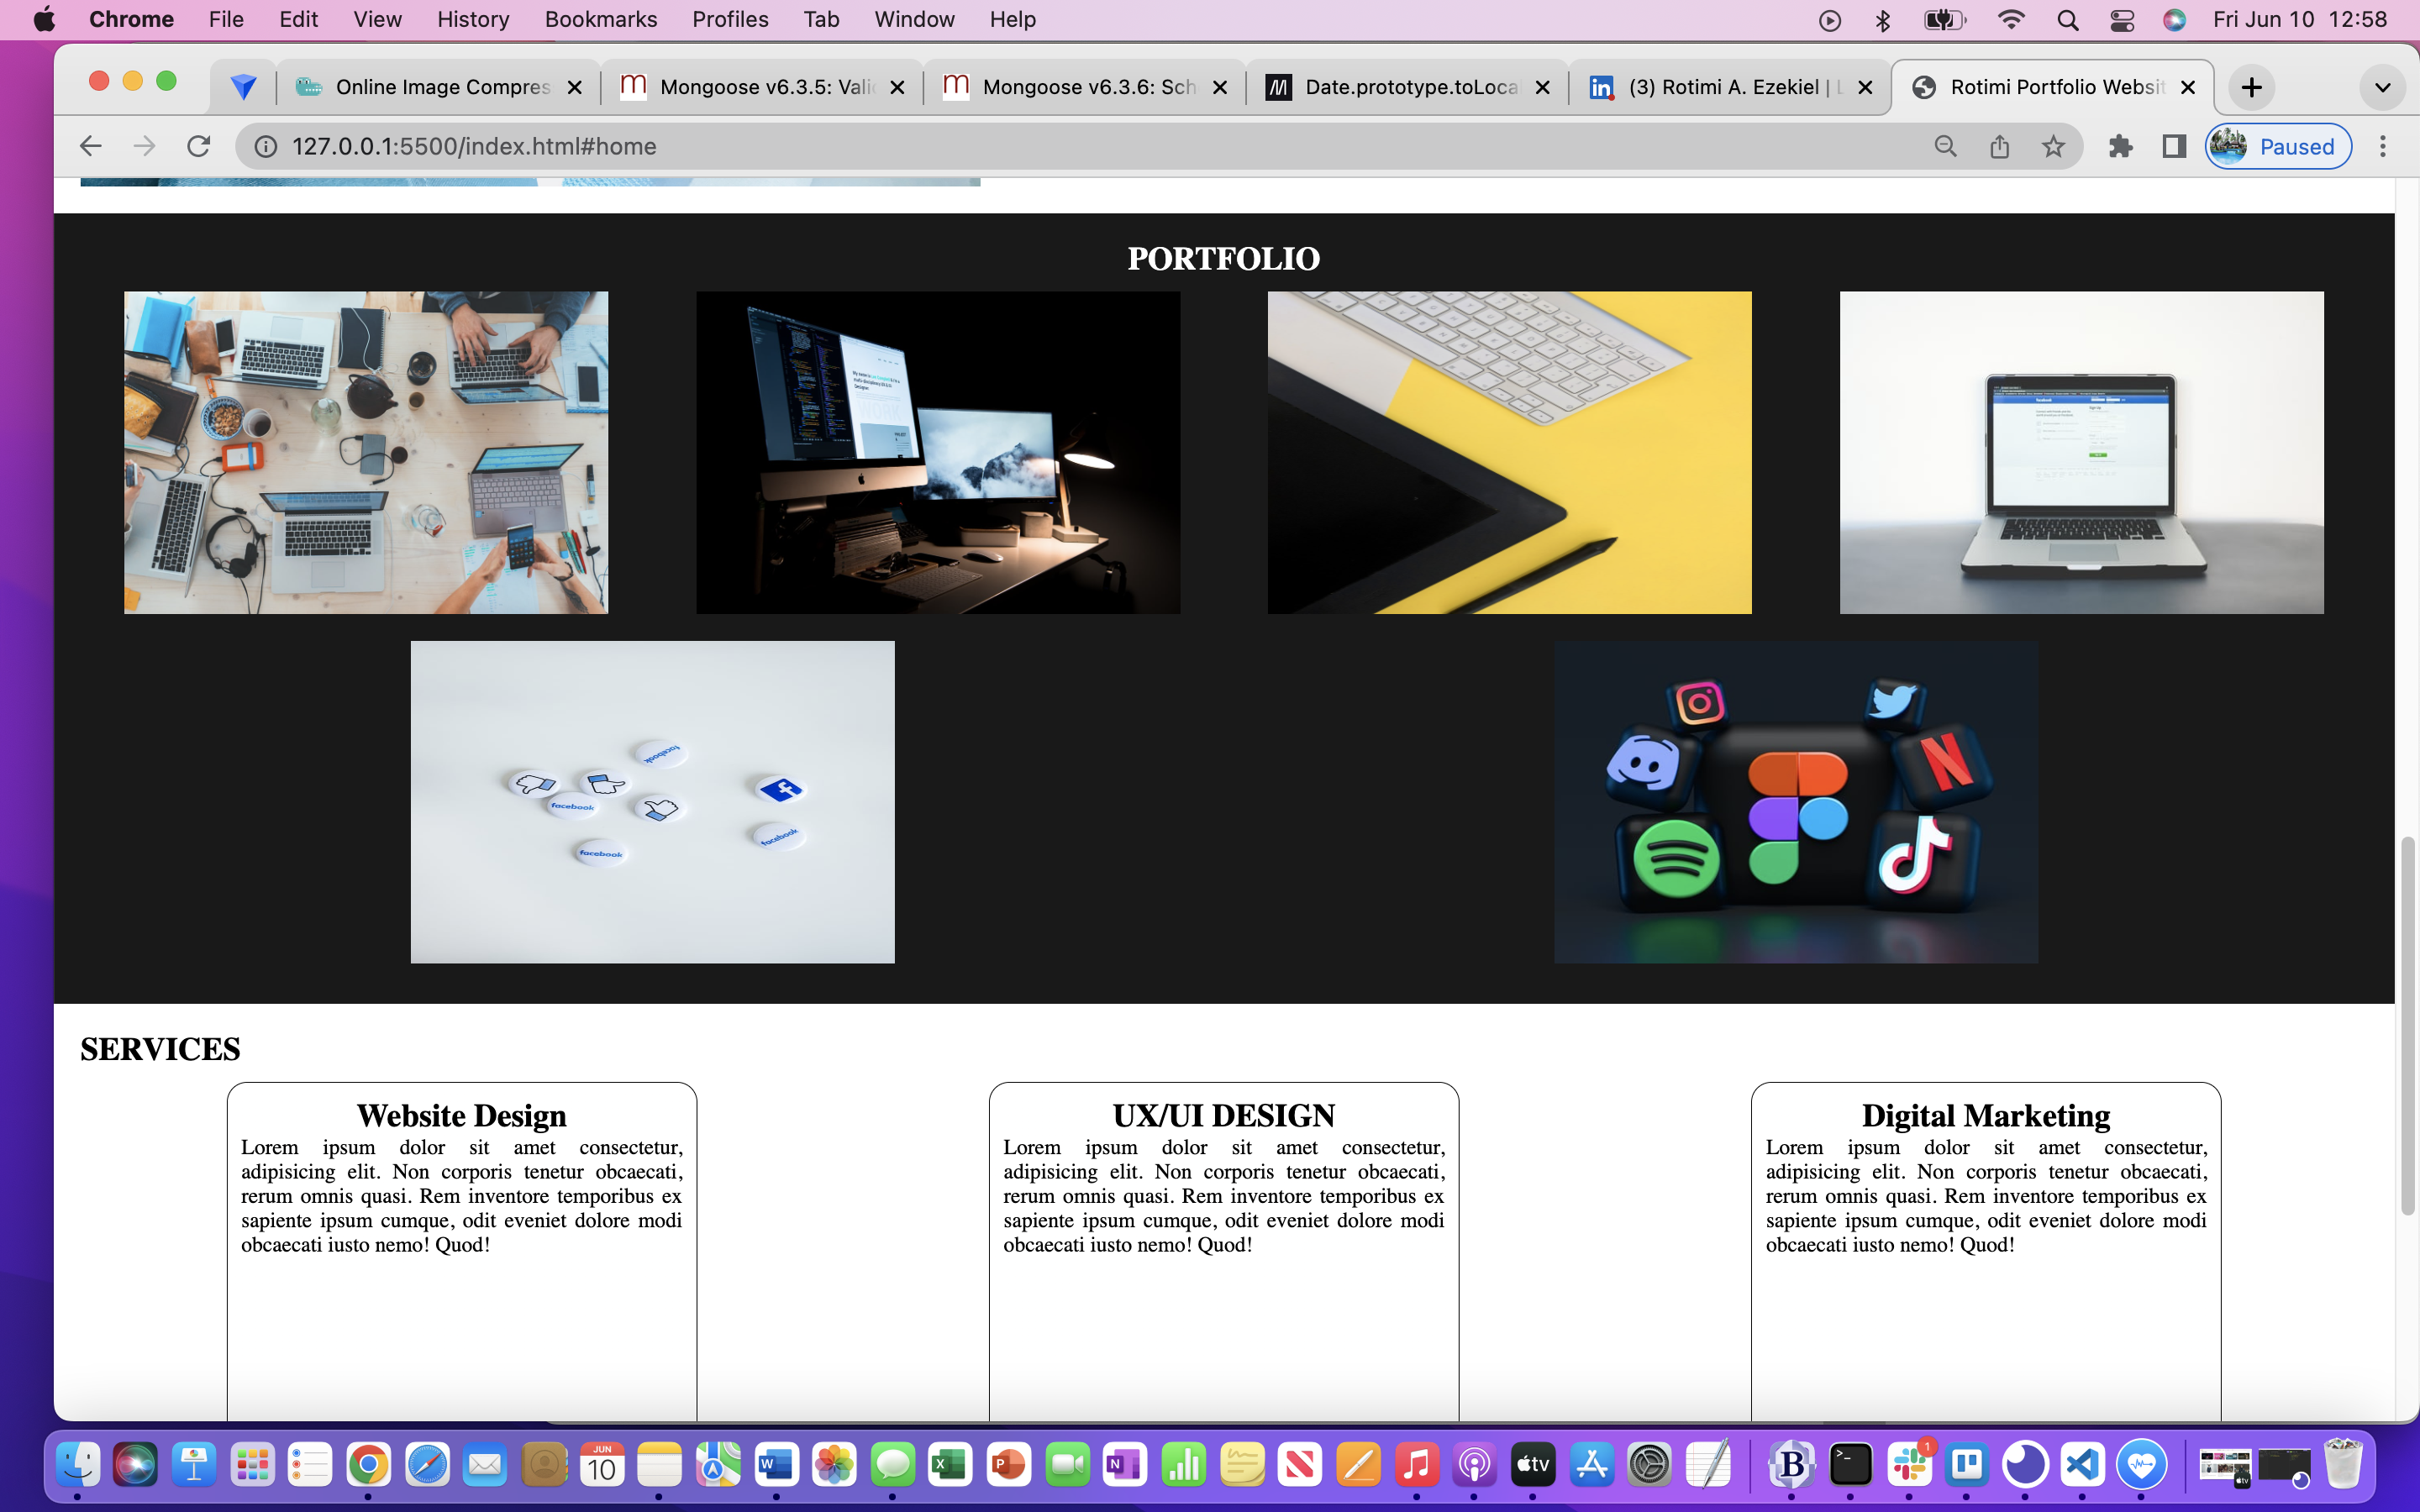 Chrome File Edit View History Bookmarks Profiles Tab Window Help Fri Jun 10 12:58
Online Image Compres Mongoose v6.3.5: Vali Mongoose v6.3.6: Sch Date.prototype.toLoca (3) Rotimi A. Ezekiel | L Rotimi Portfolio Websit
127.0.0.1:5500/index.html#home Paused
PORTFOLIO
WORK
facebook
facebook
facebook
facebook
facebook
SERVICES
Website Design
Lorem ipsum dolor sit amet consectetur,
adipisicing elit. Non corporis tenetur obcaecati,
rerum omnis quasi. Rem inventore temporibus ex
sapiente ipsum cumque, odit eveniet dolore modi
obcaecati iusto nemo! Quod!
UX/UI DESIGN
Lorem ipsum dolor sit amet consectetur,
adipisicing elit. Non corporis tenetur obcaecati,
rerum omnis quasi. Rem inventore temporibus ex
sapiente ipsum cumque, odit eveniet dolore modi
obcaecati iusto nemo! Quod!
Digital Marketing
Lorem ipsum dolor sit amet consectetur,
adipisicing elit. Non corporis tenetur obcaecati,
rerum omnis quasi. Rem inventore temporibus ex
sapiente ipsum cumque, odit eveniet dolore modi
obcaecati iusto nemo! Quod!
JUN
10
tv
1